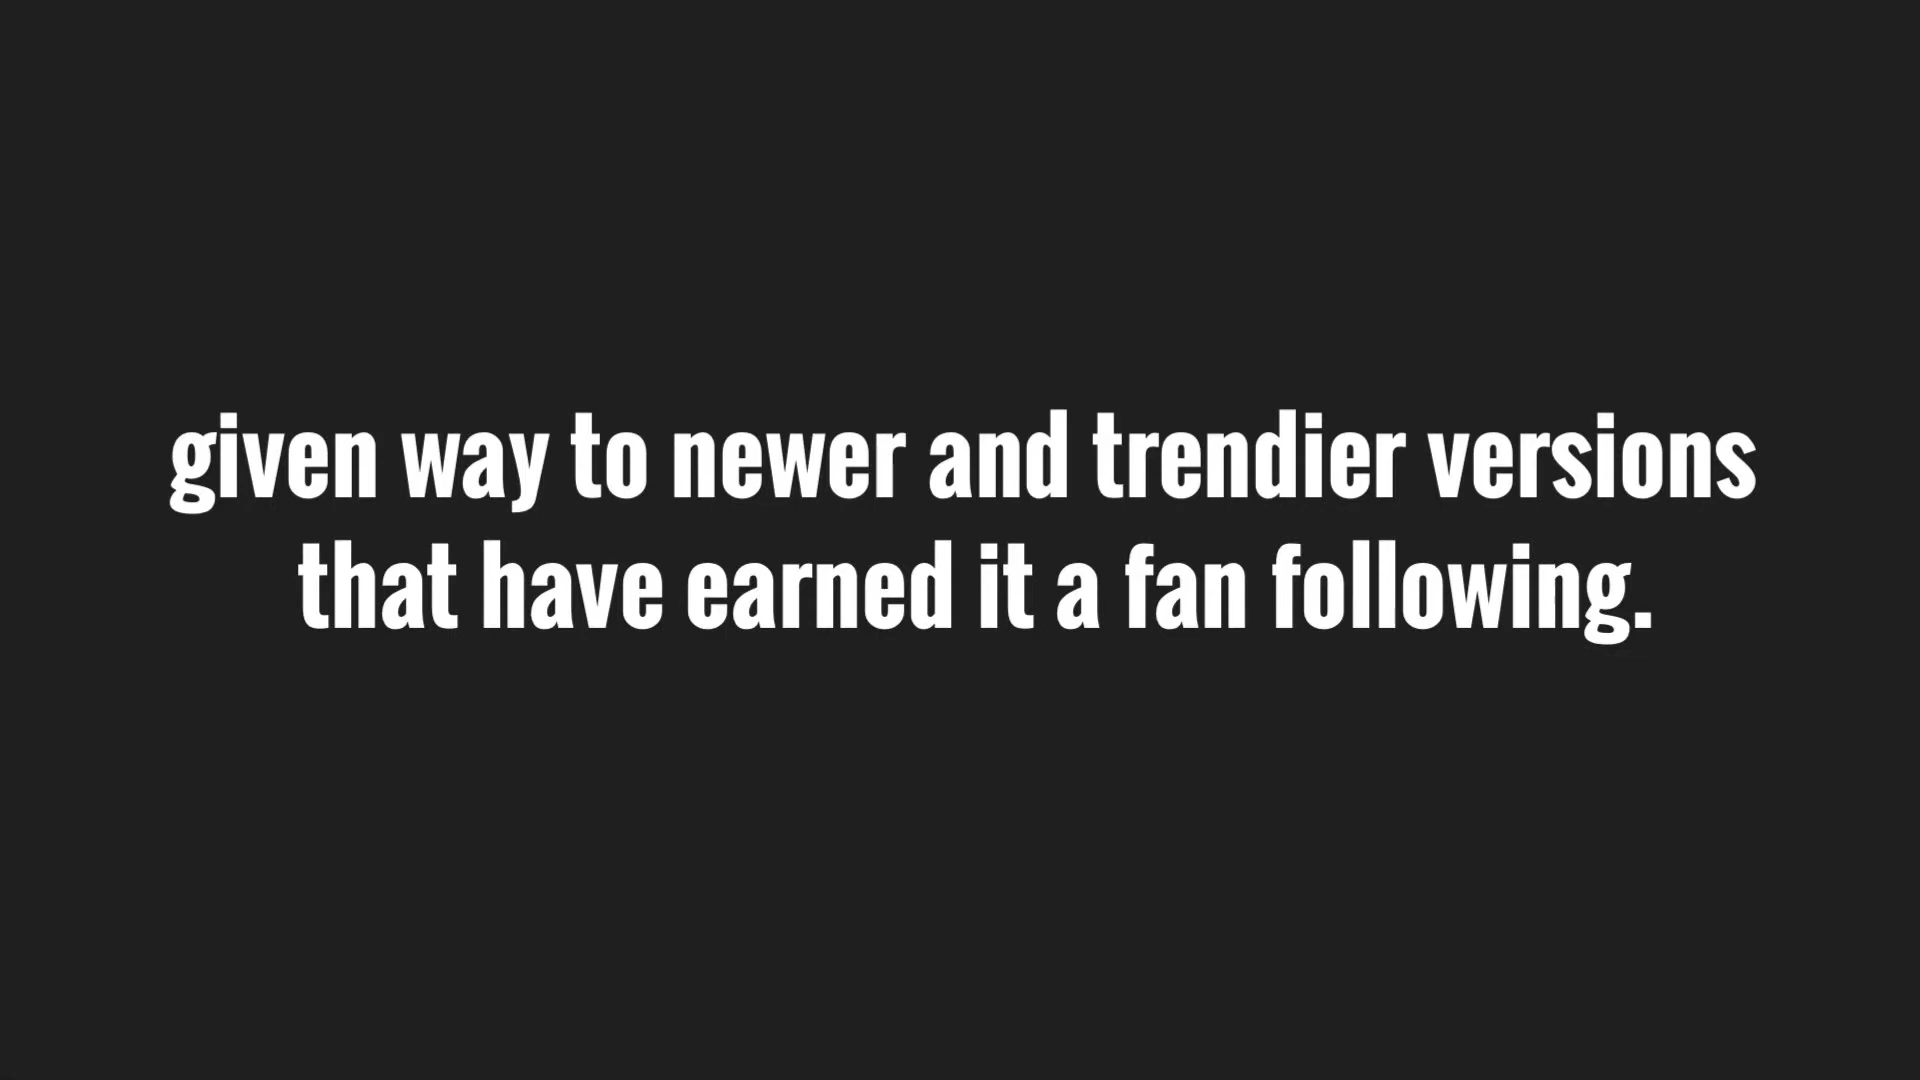 given way to newer and trendier versions
that have earned it a fan following.